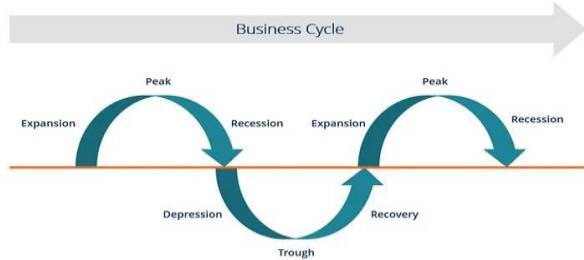 Business Cycle
Peak
Peak
Expansion
Recession
Expansion
Recession
Depression
Recovery
Trough